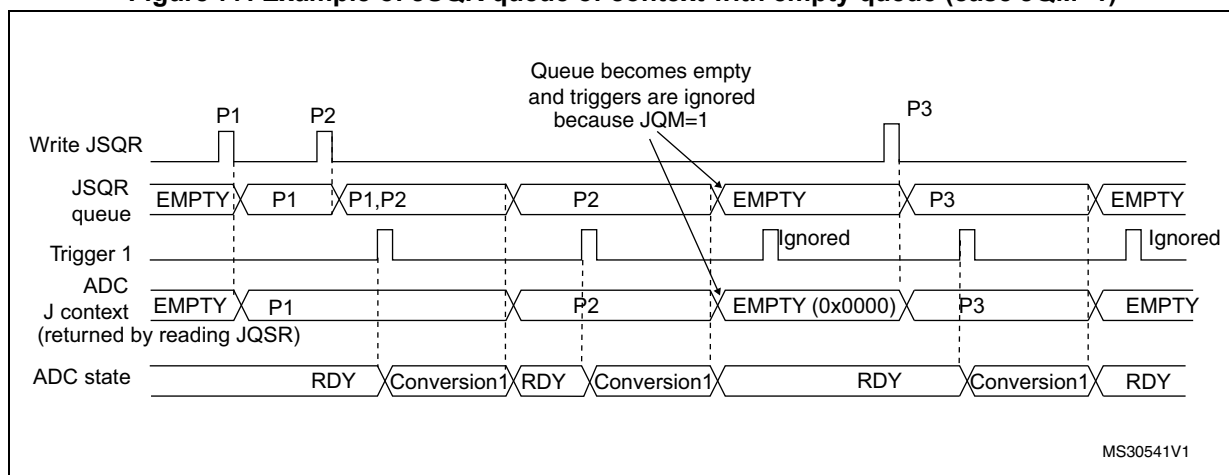 Queue becomes empty
and triggers are ignored
because JQM=1
P1
P2
P3
Write JSQR
JSQR
queue
EMPTY
P1
P1,P2
P2
EMPTY
P3
EMPTY
Trigger 1
Ignored
Ignored
ADC
J context
(returned by reading JQSR)
EMPTY
P1
P2
EMPTY (0x0000)
P3
EMPTY
ADC state
RDY
Conversion1
RDY
Conversion1
RDY
Conversion1
RDY
MS30541V1